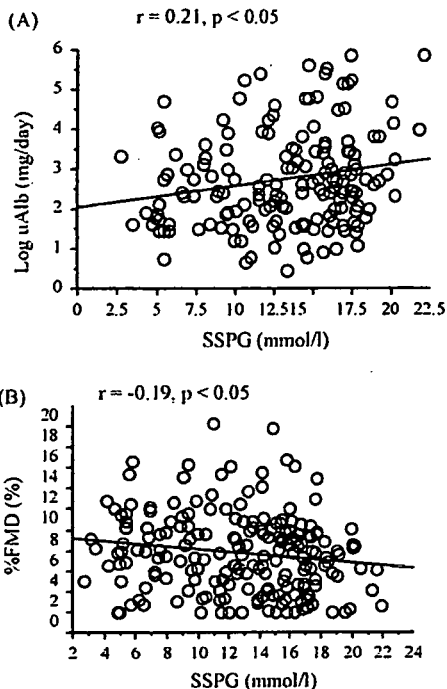 (A)
r = 0.21, p < 0.05
Log uAlb (mg/day)
6
5
4
3
2
1
0
0 2.5 5 7.5 10 12.515 15 17.5 20 22.5
SSPG (mmol/l)
(B)
r = -0.19, p < 0.05
%FMD (%)
20
18
16
14
12
10
8
6
4
2
0
2 4 6 8 10 12 14 16 18 20 22 24
SSPG (mmol/l)